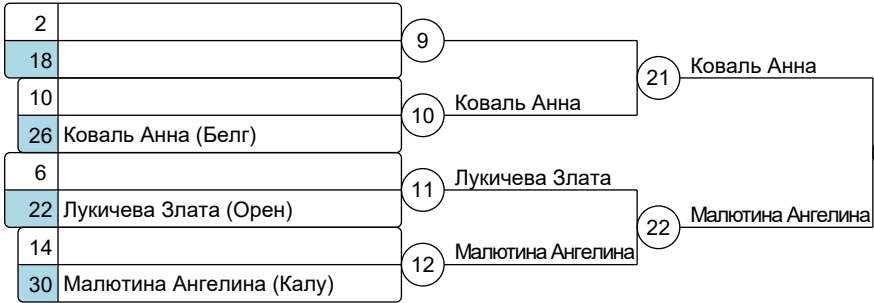 2
18
9
10
26 Коваль Анна (Белг)
10
Коваль Анна
21
Коваль Анна
6
22 Лукичева Злата (Орен)
11
Лукичева Злата
14
30 Малютина Ангелина (Калу)
12
Малютина Ангелина
22
Малютина Ангелина